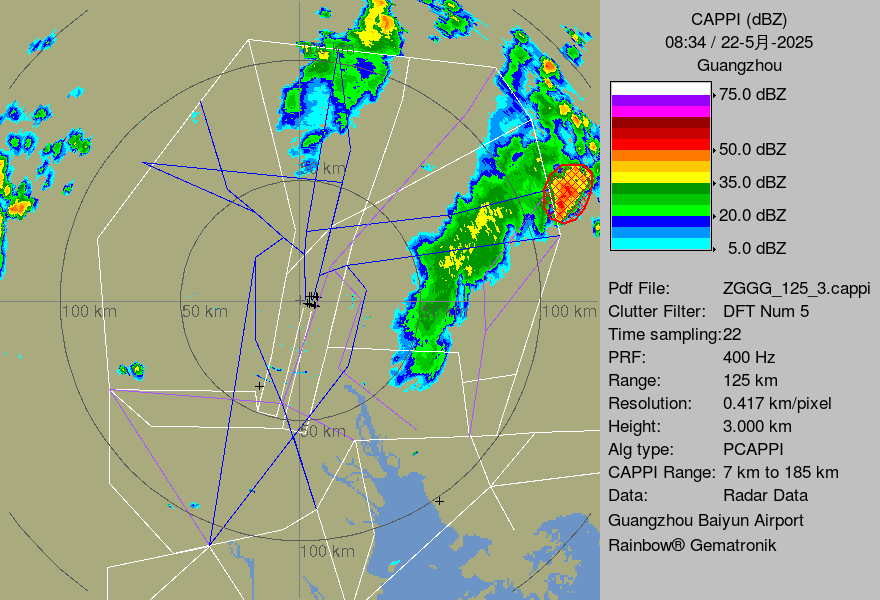 CAPPI (dBZ)
08:34 / 22-5月-2025
Guangzhou
75.0 dBZ
50.0 dBZ
35.0 dBZ
20.0 dBZ
5.0 dBZ
Pdf File: ZGGG_125_3.cappi
Clutter Filter: DFT Num 5
Time sampling:22
PRF: 400 Hz
Range: 125 km
Resolution: 0.417 km/pixel
Height: 3.000 km
Alg type: PCAPPI
CAPPI Range: 7 km to 185 km
Data: Radar Data
Guangzhou Baiyun Airport
Rainbow® Gematronik
100 km
50 km
100 km
50 km
50 km
100 km